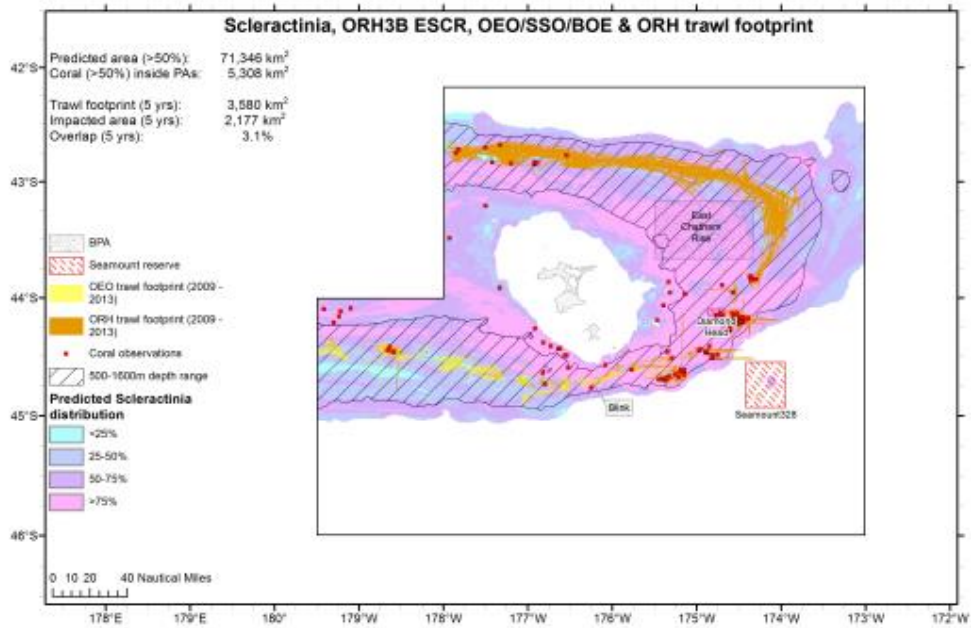 Scleractinia, ORH3B ESCR, OEO/SSO/BOE & ORH trawl footprint
Predicted area (>50%): 71,346 km²
Coral (>50%) inside PAs: 5,308 km²
Trawl footprint (5 yrs): 3,580 km²
Impacted area (5 yrs): 2,177 km²
Overlap (5 yrs): 3.1%
42°S
43°S
44°S
45°S
46°S
East
Chatham
Rise
Diamond
Head
Blink
Seamount328
BPA
Seamount reserve
OEO trawl footprint (2009 -
2013)
ORH trawl footprint (2009 -
2013)
Coral observations
500-1600m depth range
Predicted Scleractinia
distribution
<25%
25-50%
50-75%
>75%
0 10 20 40 Nautical Miles
178°E 179°E 180° 179°W 178°W 177°W 176°W 175°W 174°W 173°W 172°W